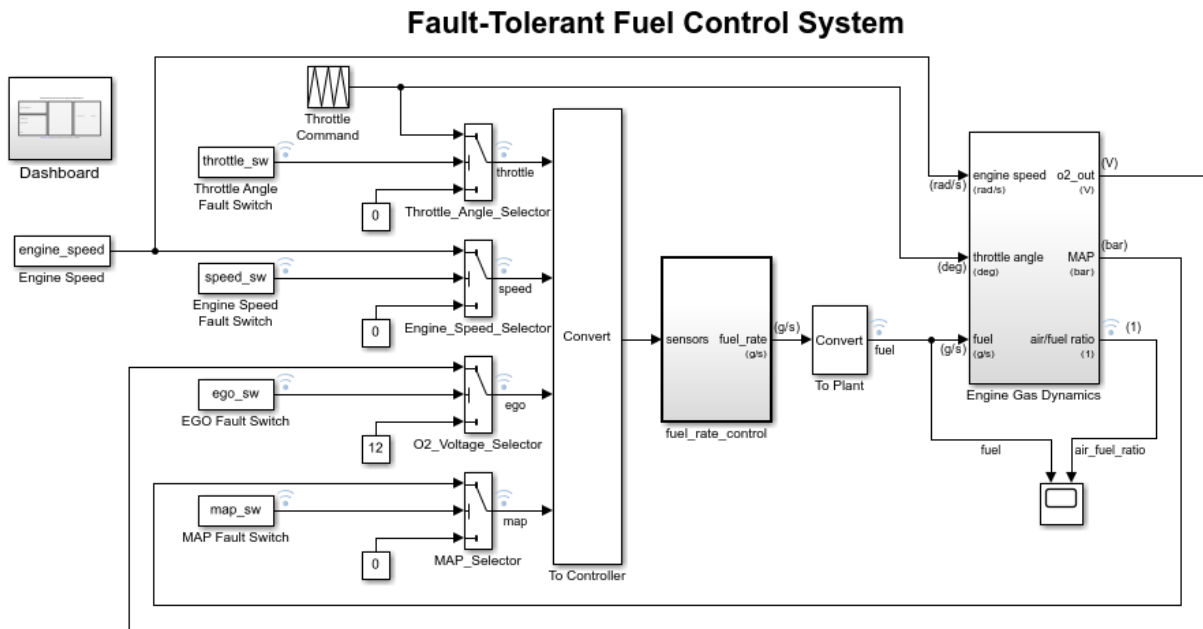 Fault-Tolerant Fuel Control System
Dashboard
Throttle
Command
throttle_sw
Throttle Angle
Fault Switch
0
throttle
Throttle_Angle_Selector
engine_speed
Engine Speed
speed_sw
Engine Speed
Fault Switch
0
speed
Engine_Speed_Selector
ego_sw
EGO Fault Switch
12
ego
O2_Voltage_Selector
map_sw
MAP Fault Switch
0
map
MAP_Selector
Convert
To Controller
sensors
fuel_rate
(g/s)
(g/s)
fuel_rate_control
Convert
To Plant
fuel
(rad/s)
engine speed
(rad/s)
o2_out
(V)
(V)
(deg)
throttle angle
(deg)
MAP
(bar)
(bar)
(g/s)
fuel
(g/s)
air/fuel ratio
(1)
(1)
Engine Gas Dynamics
fuel
air_fuel_ratio